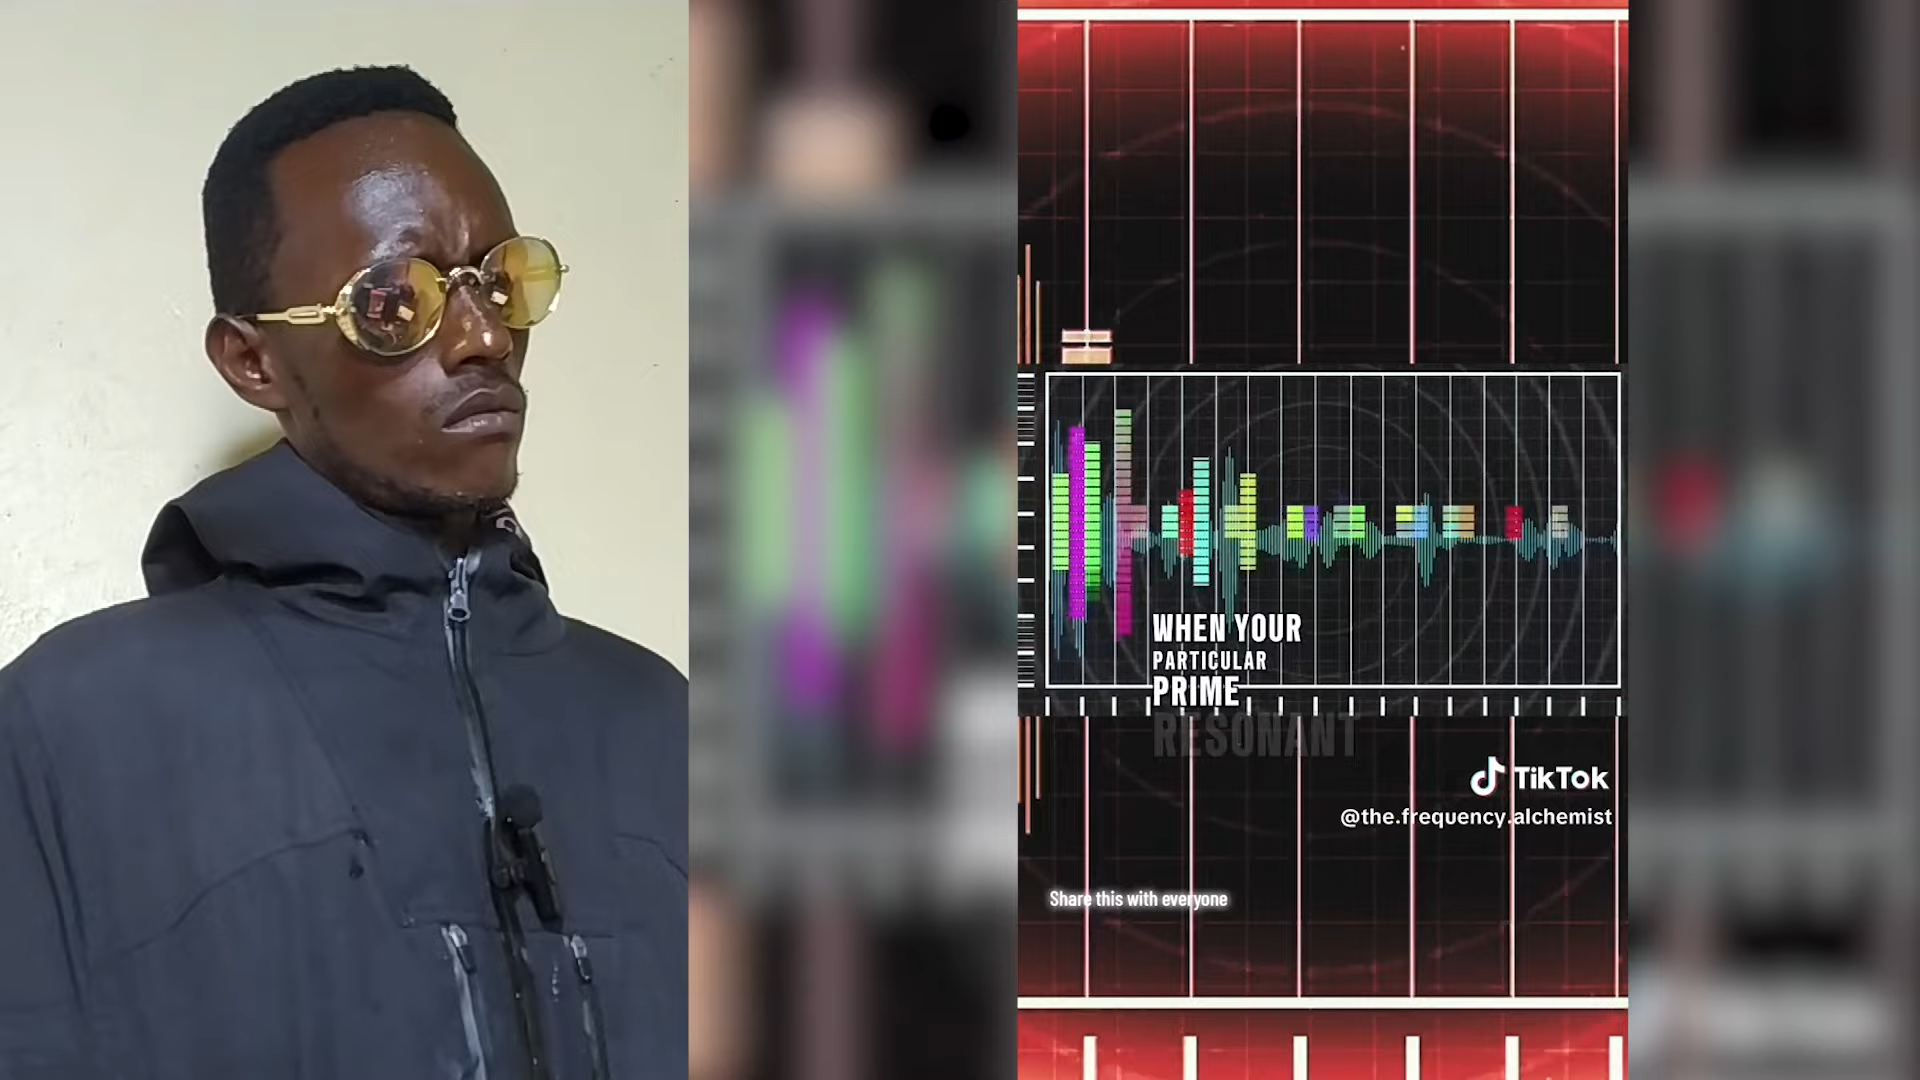 WHEN YOUR
PARTICULAR
PRIME
RESONANT
TikTok
@the.frequency.alchemist
Share this with everyone